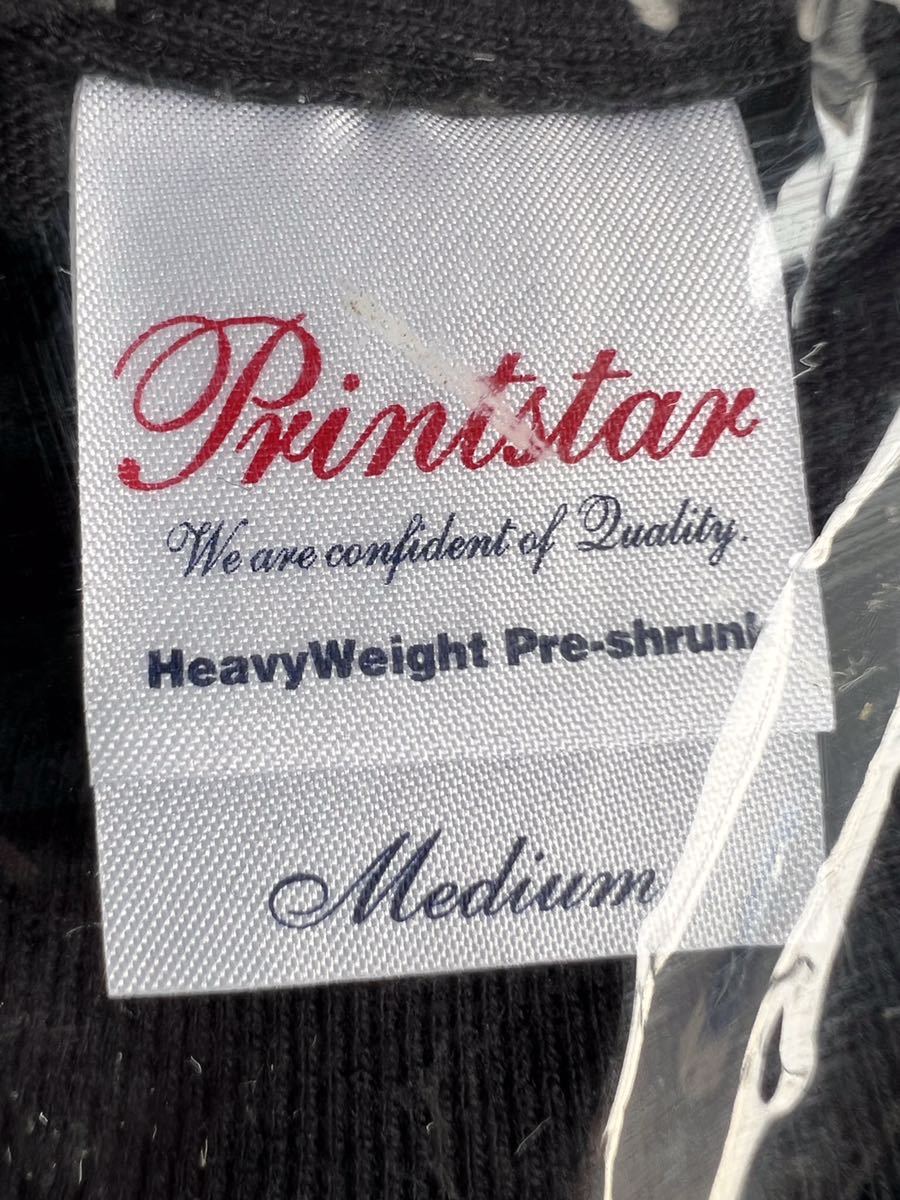 Printstar
We are confident of Quality.
HeavyWeight Pre-shrunk
Medium